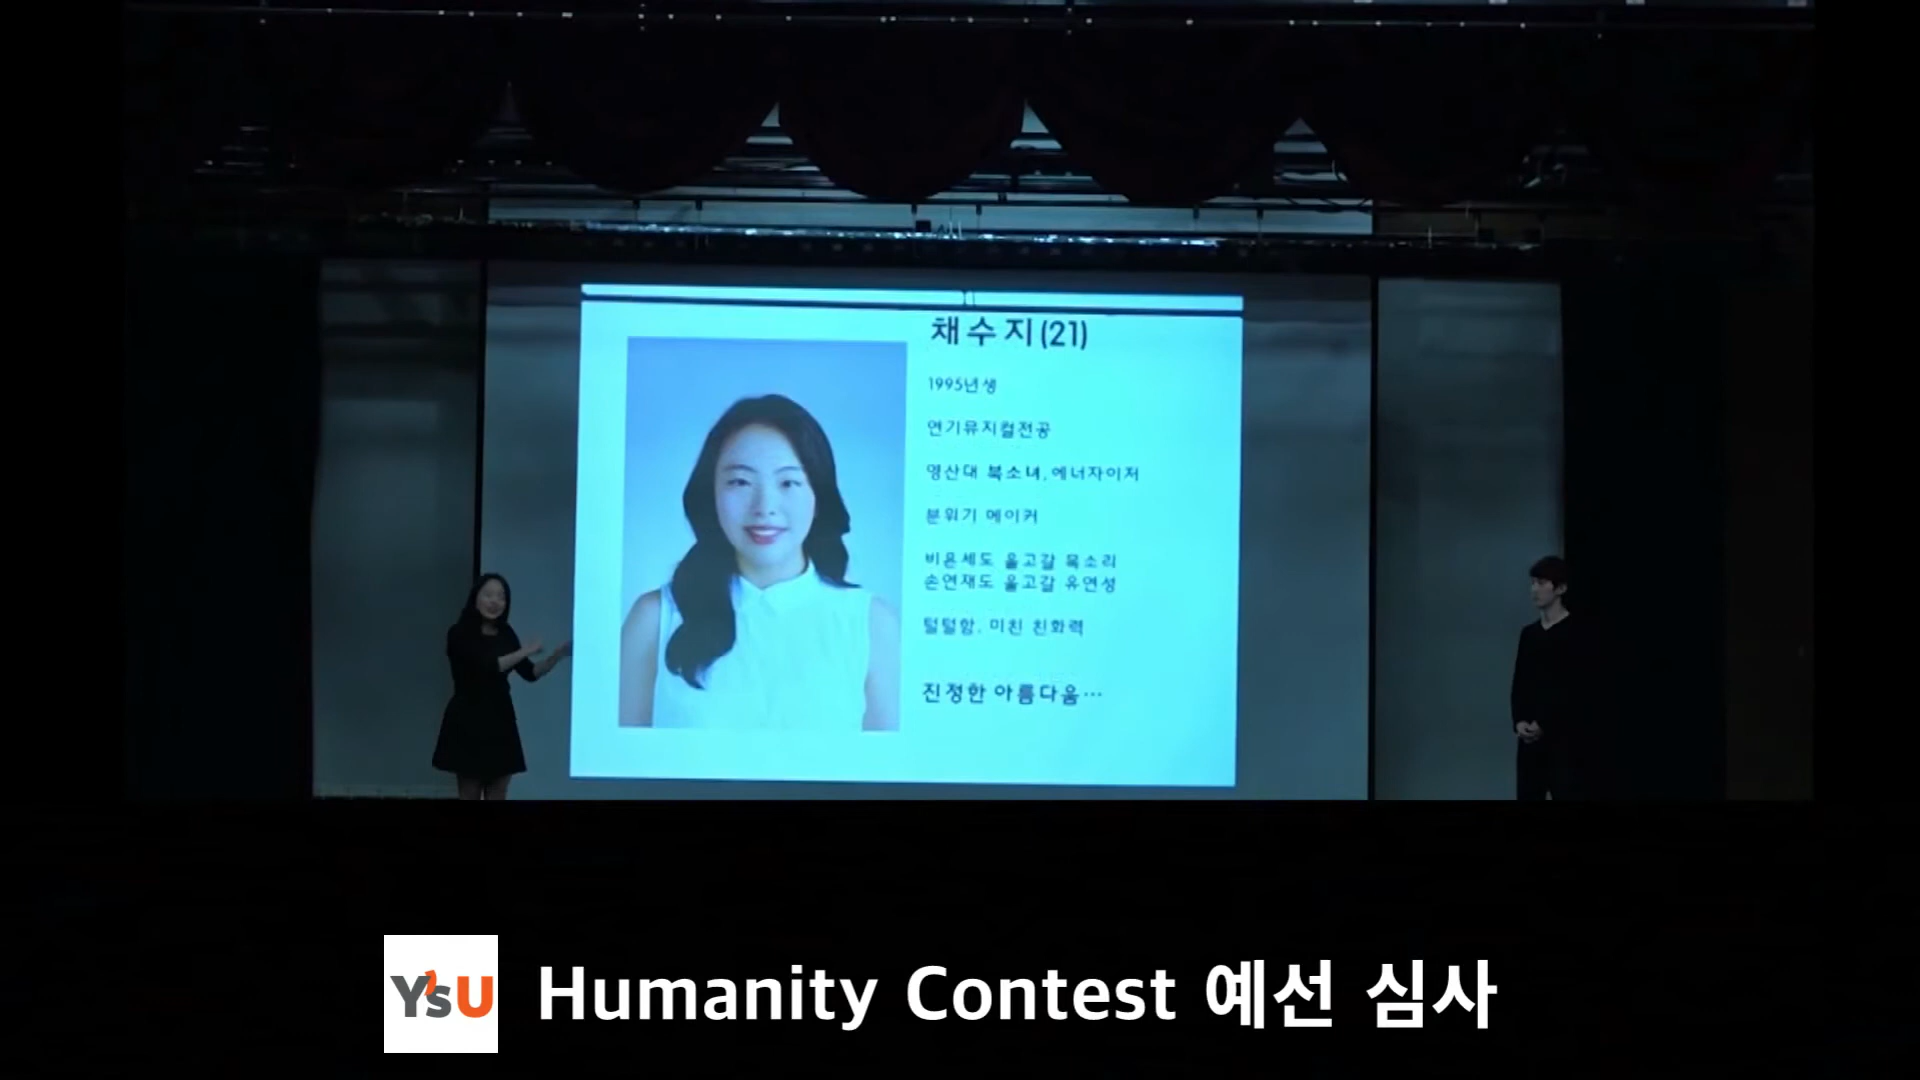 채수지(21)
1995년생
연기뮤지컬전공
영산대 북소녀, 에너자이저
분위기 메이커
비욘세도 울고갈 목소리
손연재도 울고갈 유연성
털털함, 미친 친화력
진정한 아름다움…
Y'sU Humanity Contest 예선 심사